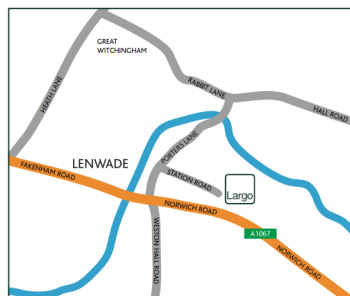 GREAT
WITCHINGHAM
HEATH LANE
RABBIT LANE
HALL ROAD
PORTERS LANE
LENWADE
STATION ROAD
FAKENHAM ROAD
Largo
NORWICH ROAD
WESTON HALL ROAD
A1067
NORWICH ROAD